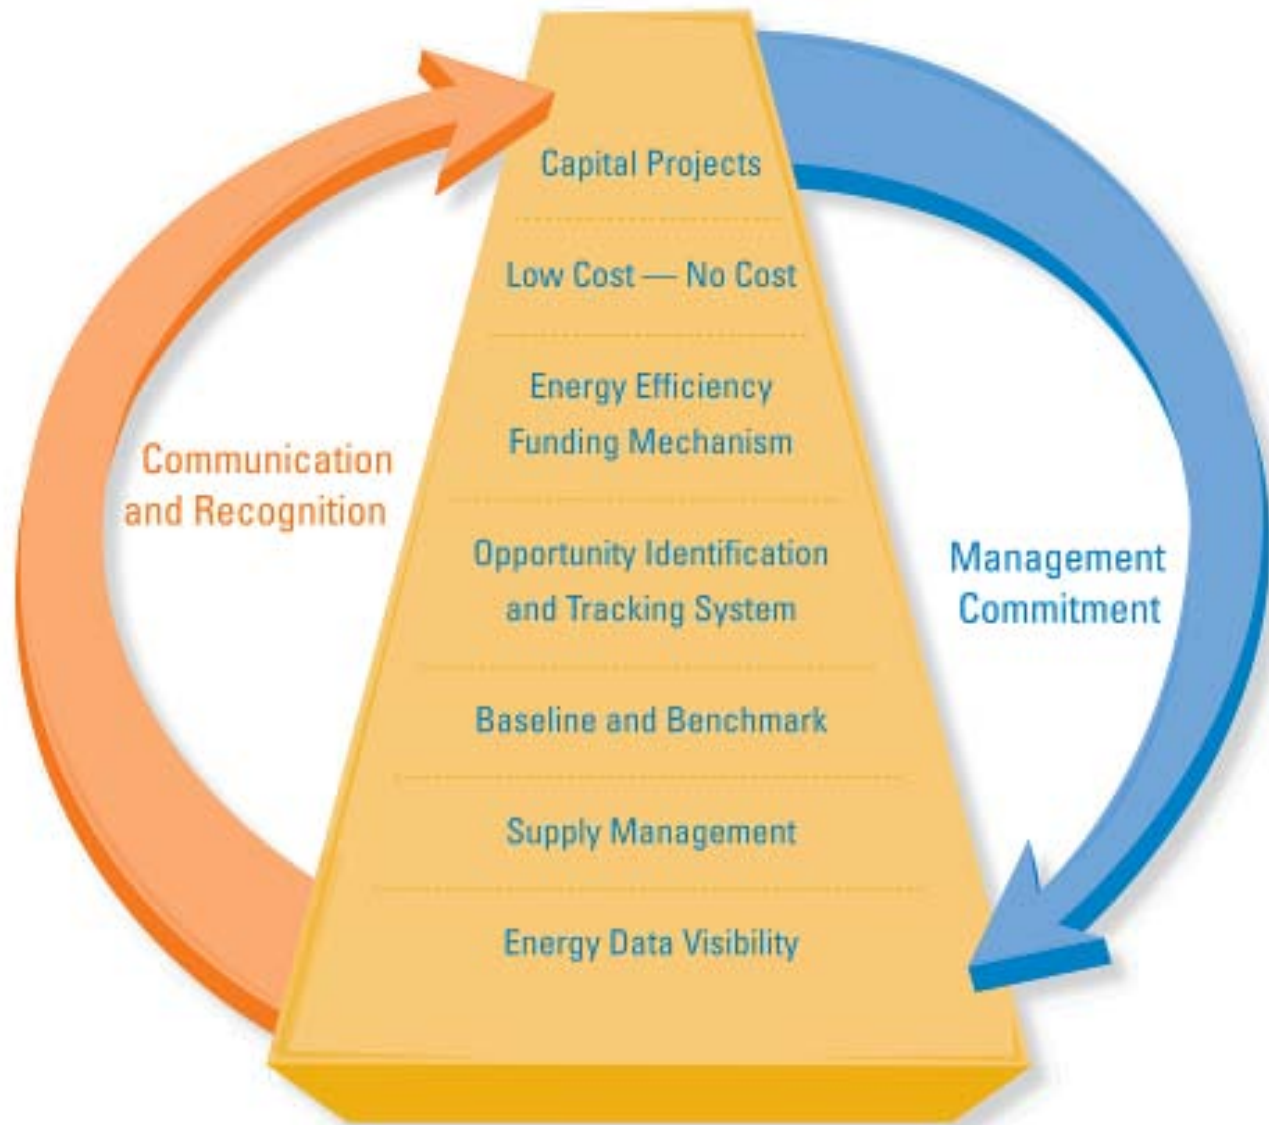 Capital Projects
Low Cost — No Cost
Energy Efficiency
Funding Mechanism
Communication
and Recognition
Opportunity Identification
and Tracking System
Management
Commitment
Baseline and Benchmark
Supply Management
Energy Data Visibility